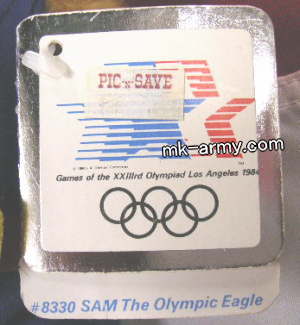 PIC 'N' SAVE
mk-army.com
Games of the XXIIIrd Olympiad Los Angeles 1984
#8330 SAM The Olympic Eagle